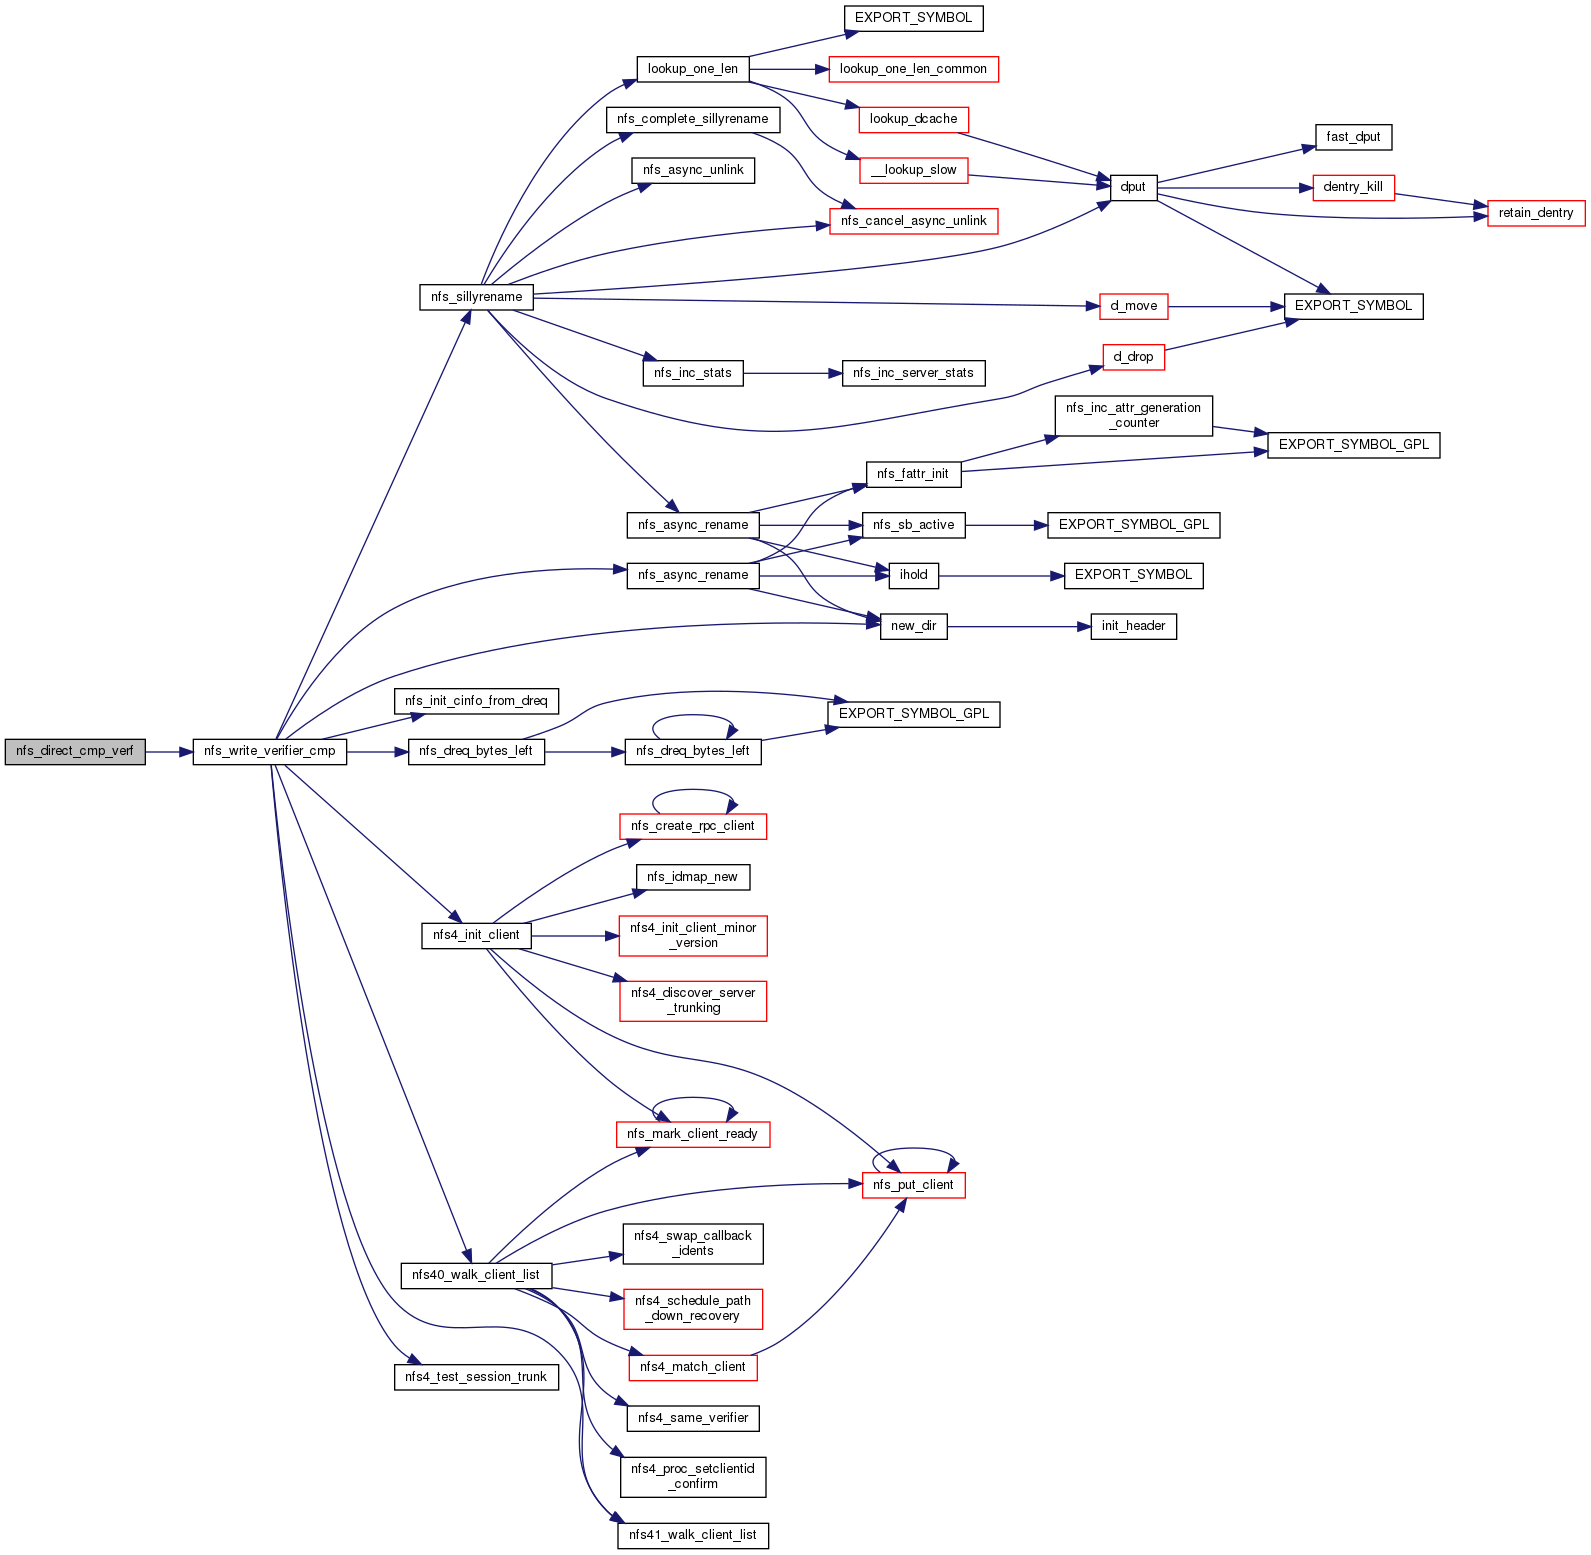 EXPORT_SYMBOL
lookup_one_len
lookup_one_len_common
nfs_complete_sillyrename
lookup_dcache
fast_dput
nfs_async_unlink
__lookup_slow
dput
dentry_kill
nfs_cancel_async_unlink
retain_dentry
nfs_sillyrename
d_move
EXPORT_SYMBOL
d_drop
nfs_inc_stats
nfs_inc_server_stats
nfs_inc_attr_generation
_counter
EXPORT_SYMBOL_GPL
nfs_fattr_init
nfs_async_rename
nfs_sb_active
EXPORT_SYMBOL_GPL
nfs_async_rename
ihold
EXPORT_SYMBOL
new_dir
init_header
nfs_init_cinfo_from_dreq
EXPORT_SYMBOL_GPL
nfs_direct_cmp_verf
nfs_write_verifier_cmp
nfs_dreq_bytes_left
nfs_dreq_bytes_left
nfs_create_rpc_client
nfs_idmap_new
nfs4_init_client
nfs4_init_client_minor
_version
nfs4_discover_server
_trunking
nfs_mark_client_ready
nfs_put_client
nfs4_swap_callback
_idents
nfs40_walk_client_list
nfs4_schedule_path
_down_recovery
nfs4_match_client
nfs4_test_session_trunk
nfs4_same_verifier
nfs4_proc_setclientid
_confirm
nfs41_walk_client_list